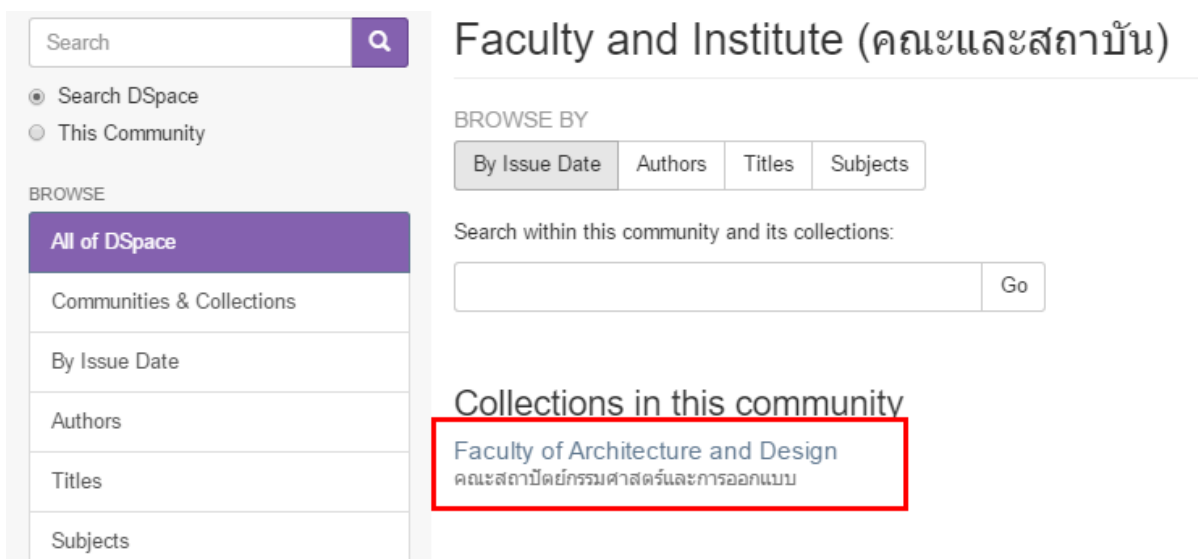 Search
Search DSpace
This Community
BROWSE
All of DSpace
Communities & Collections
By Issue Date
Authors
Titles
Subjects
Faculty and Institute (คณะและสถาบัน)
BROWSE BY
By Issue Date Authors Titles Subjects
Search within this community and its collections:
Go
Collections in this community
Faculty of Architecture and Design
คณะสถาปัตย์กรรมศาสตร์และการออกแบบ